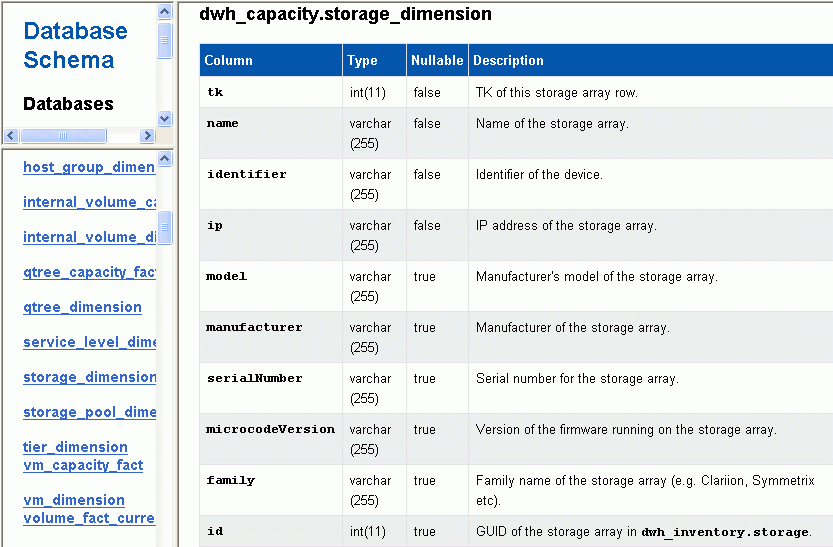 Database
Schema
Databases
host_group_dimen
internal_volume_ca
internal_volume_di
qtree_capacity_fact
qtree_dimension
service_level_dime
storage_dimension
storage_pool_dime
tier_dimension
vm_capacity_fact
vm_dimension
volume_fact_curre
dwh_capacity.storage_dimension
Column Type Nullable Description
tk int(11) false TK of this storage array row.
name varchar false Name of the storage array.
(255)
identifier varchar false Identifier of the device.
(255)
ip varchar false IP address of the storage array.
(255)
model varchar true Manufacturer's model of the storage array.
(255)
manufacturer varchar true Manufacturer of the storage array.
(255)
serialNumber varchar true Serial number for the storage array.
(255)
microcodeVersion varchar true Version of the firmware running on the storage array.
(255)
family varchar true Family name of the storage array (e.g. Clariion, Symmetrix
(255) etc).
id int(11) true GUID of the storage array in dwh_inventory.storage.